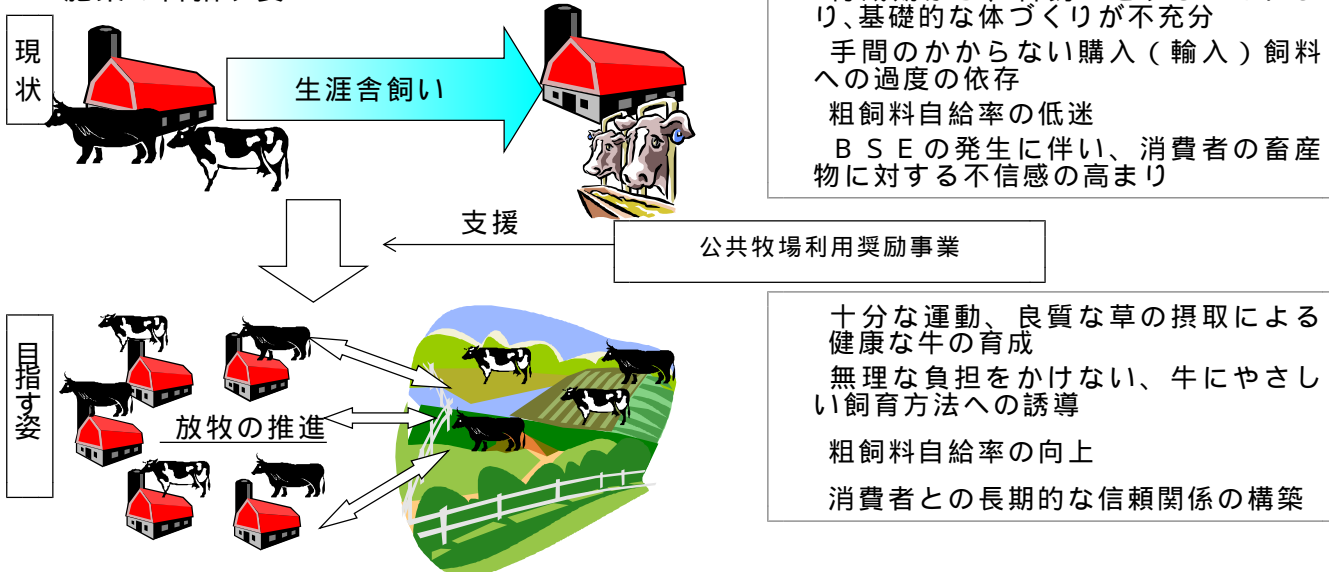 現状
生涯舎飼い
り、基礎的な体づくりが不充分
手間のかからない購入（輸入）飼料
への過度の依存
粗飼料自給率の低迷
ＢＳＥの発生に伴い、消費者の畜産
物に対する不信感の高まり
支援
公共牧場利用奨励事業
目指す姿
放牧の推進
十分な運動、良質な草の摂取による
健康な牛の育成
無理な負担をかけない、牛にやさし
い飼育方法への誘導
粗飼料自給率の向上
消費者との長期的な信頼関係の構築